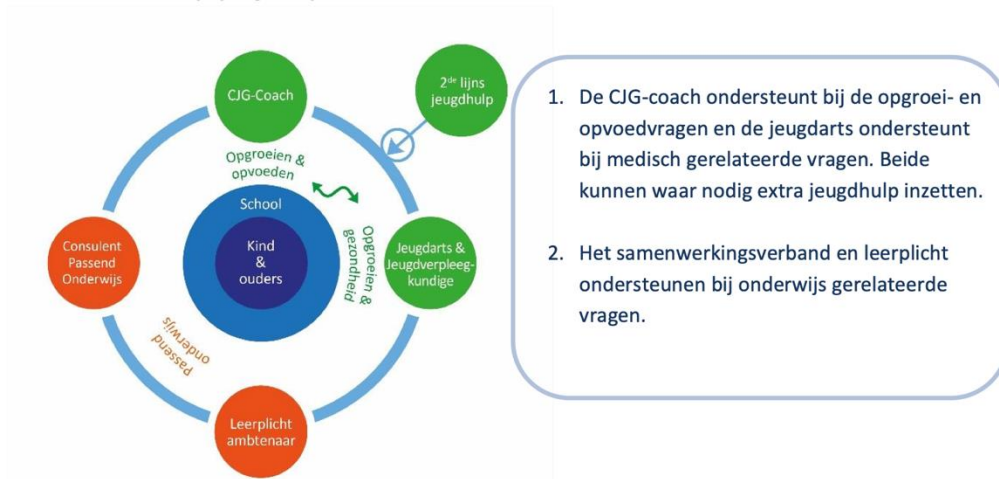 CJG-Coach
2de lijns
jeugdhulp
Opgroeien &
opvoeden
School
Kind
&
ouders
Opgroeien &
gezondheid
Consulent
Passend
Onderwijs
Jeugdarts &
Jeugdverpleeg-
kundige
Passend
onderwijs
Leerplicht
ambtenaar
1. De CJG-coach ondersteunt bij de opgroei- en
opvoedvragen en de jeugdarts ondersteunt
bij medisch gerelateerde vragen. Beide
kunnen waar nodig extra jeugdhulp inzetten.
2. Het samenwerkingsverband en leerplicht
ondersteunen bij onderwijs gerelateerde
vragen.